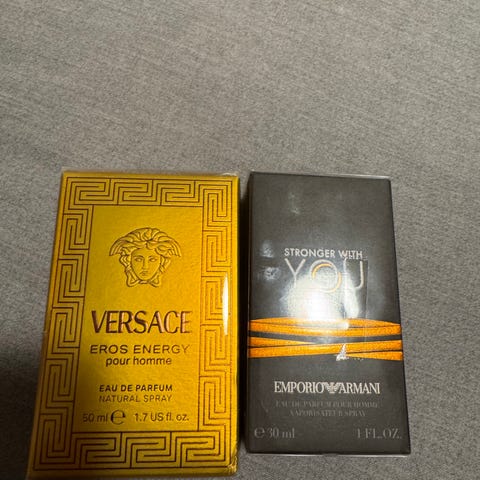 VERSACE
EROS ENERGY
pour homme
EAU DE PARFUM
NATURAL SPRAY
50 ml ℮ 1.7 US fl. oz.
STRONGER WITH
YOU
EMPORIO ARMANI
EAU DE PARFUM POUR HOMME
VAPORISATEUR SPRAY
℮ 30 ml 1 FL.OZ.